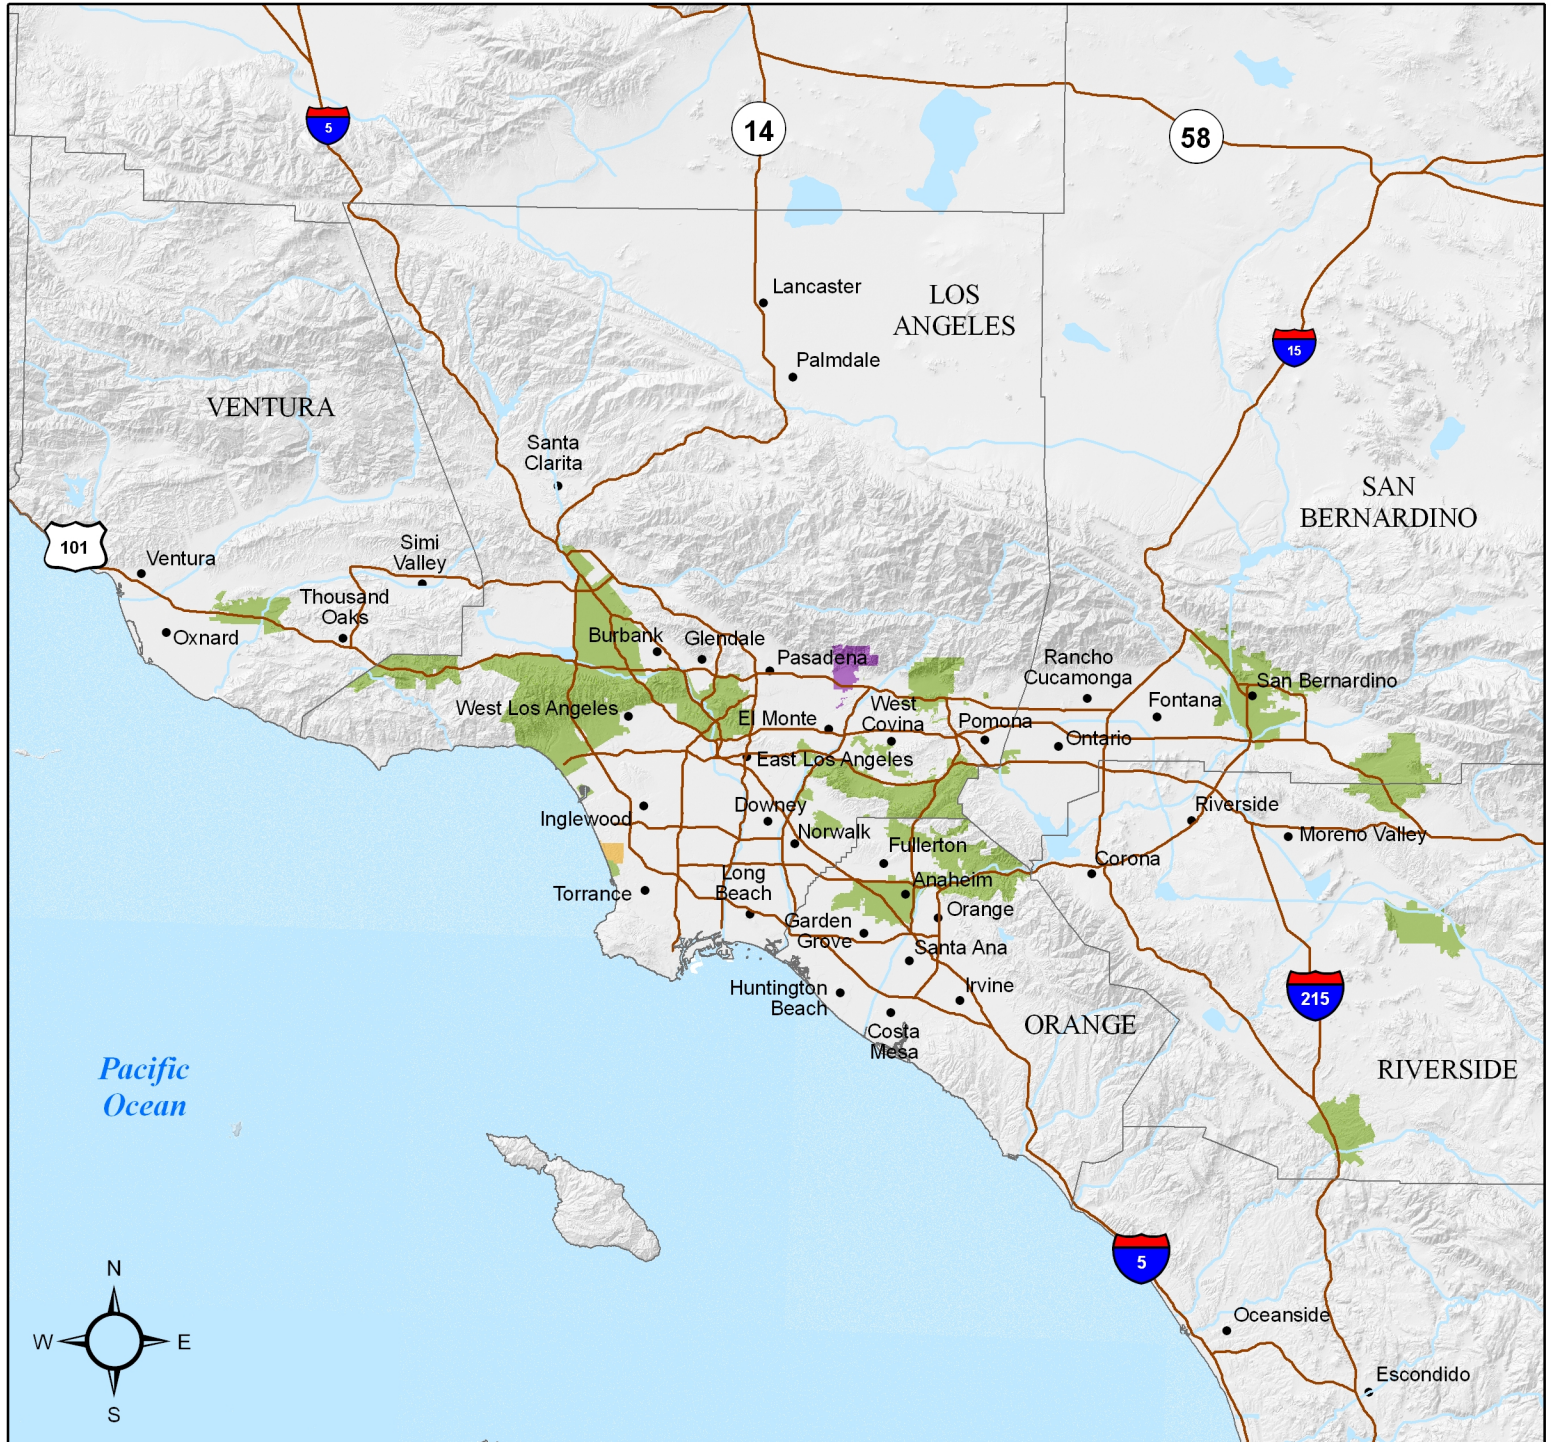 5
14
58
Lancaster
LOS
ANGELES
15
Palmdale
VENTURA
Santa
Clarita
SAN
BERNARDINO
101
Ventura
Simi
Valley
Thousand
Oaks
Oxnard
Burbank
Glendale
Pasadena
Rancho
Cucamonga
San Bernardino
Fontana
West Los Angeles
El Monte
West
Covina
Pomona
Ontario
East Los Angeles
Inglewood
Downey
Norwalk
Fullerton
Riverside
Moreno Valley
Corona
Torrance
Long
Beach
Anaheim
Orange
Garden
Grove
Santa Ana
Huntington
Beach
Irvine
Costa
Mesa
ORANGE
215
RIVERSIDE
Pacific
Ocean
5
N
W
E
S
Oceanside
Escondido